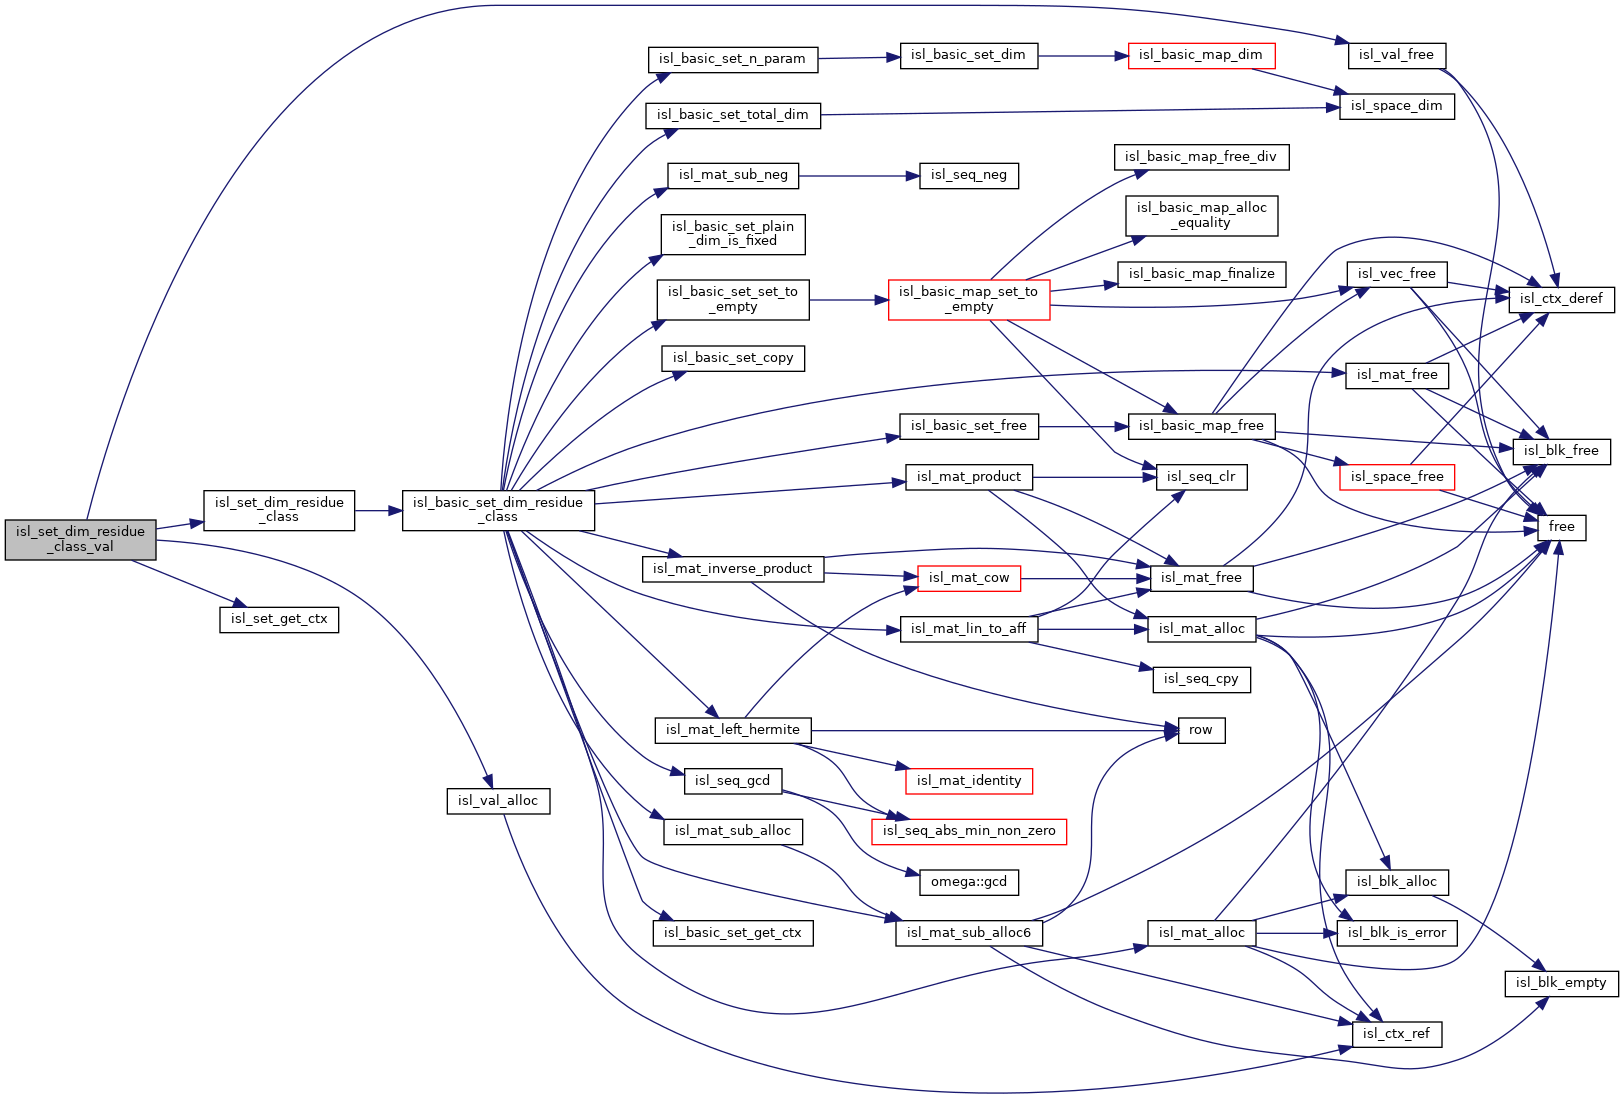 isl_set_dim_residue
_class_val
isl_set_dim_residue
_class
isl_set_get_ctx
isl_val_alloc
isl_basic_set_dim_residue
_class
isl_basic_set_n_param
isl_basic_set_total_dim
isl_mat_sub_neg
isl_basic_set_plain
_dim_is_fixed
isl_basic_set_set_to
_empty
isl_basic_set_copy
isl_mat_inverse_product
isl_mat_left_hermite
isl_seq_gcd
isl_mat_sub_alloc
isl_basic_set_get_ctx
isl_basic_set_dim
isl_seq_neg
isl_basic_map_set_to
_empty
isl_basic_set_free
isl_mat_product
isl_mat_cow
isl_mat_lin_to_aff
isl_mat_identity
isl_seq_abs_min_non_zero
omega::gcd
isl_mat_sub_alloc6
isl_basic_map_dim
isl_basic_map_free_div
isl_basic_map_alloc
_equality
isl_basic_map_finalize
isl_basic_map_free
isl_seq_clr
isl_mat_free
isl_mat_alloc
isl_seq_cpy
row
isl_mat_alloc
isl_val_free
isl_space_dim
isl_vec_free
isl_mat_free
isl_space_free
isl_blk_alloc
isl_blk_is_error
isl_ctx_ref
isl_ctx_deref
isl_blk_free
free
isl_blk_empty